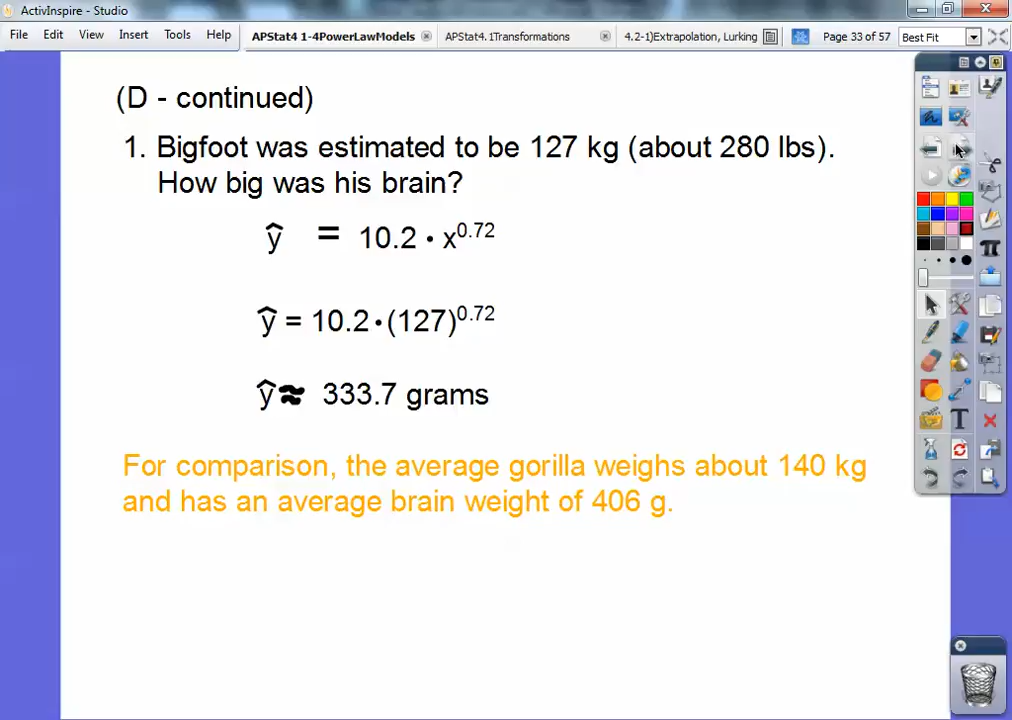 ActivInspire - Studio
File Edit View Insert Tools Help
APStat4 1-4PowerLawModels
APStat4.1Transformations
4.2-1)Extrapolation, Lurking
Page 33 of 57
Best Fit
(D - continued)
1. Bigfoot was estimated to be 127 kg (about 280 lbs).
How big was his brain?
ŷ = 10.2 · x^0.72
ŷ = 10.2·(127)^0.72
ŷ ≈ 333.7 grams
For comparison, the average gorilla weighs about 140 kg
and has an average brain weight of 406 g.